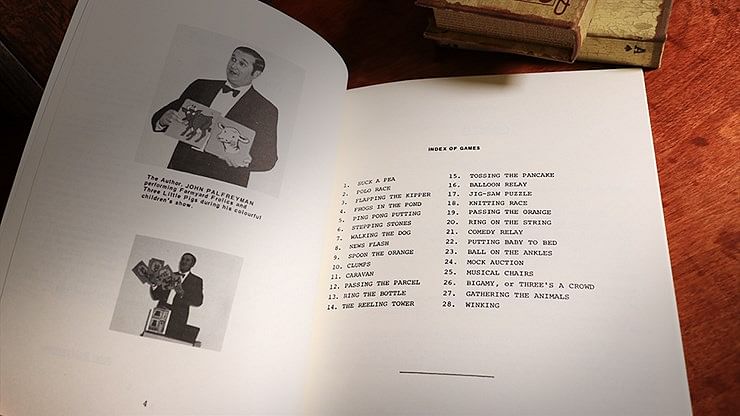 The Author, JOHN PALFREYMAN
performing Farmyard Frolics and
Three Little Pigs during his colourful
children's show.
4
INDEX OF GAMES
1. SUCK A PEA
2. POLO RACE
3. FLAPPING THE KIPPER
4. FROGS IN THE POND
5. PING PONG PUTTING
6. STEPPING STONES
7. WALKING THE DOG
8. NEWS FLASH
9. SPOON THE ORANGE
10. CLUMPS
11. CARAVAN
12. PASSING THE PARCEL
13. RING THE BOTTLE
14. THE REELING TOWER
15. TOSSING THE PANCAKE
16. BALLOON RELAY
17. JIG-SAW PUZZLE
18. KNITTING RACE
19. PASSING THE ORANGE
20. RING ON THE STRING
21. COMEDY RELAY
22. PUTTING BABY TO BED
23. BALL ON THE ANKLES
24. MOCK AUCTION
25. MUSICAL CHAIRS
26. BIGAMY, or THREE'S A CROWD
27. GATHERING THE ANIMALS
28. WINKING